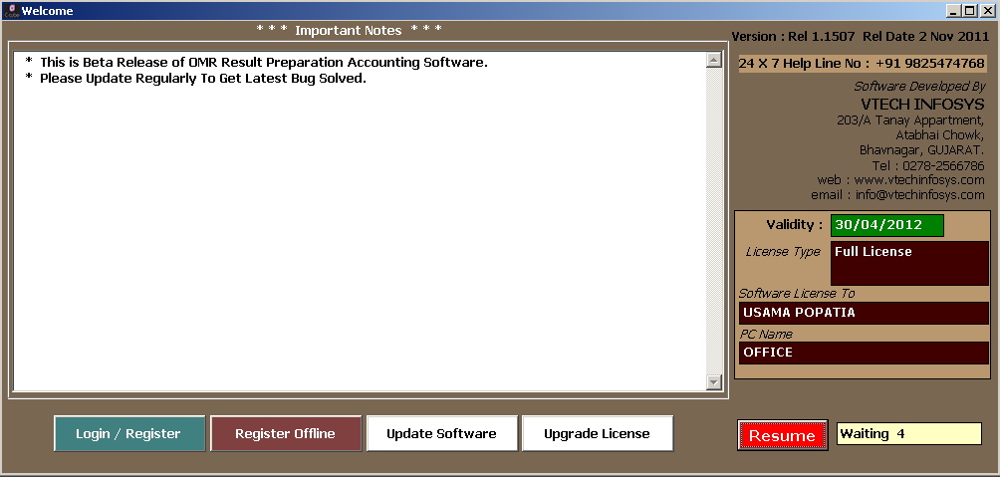 Welcome
* * * Important Notes * * *
* This is Beta Release of OMR Result Preparation Accounting Software.
* Please Update Regularly To Get Latest Bug Solved.
Version : Rel 1.1507 Rel Date 2 Nov 2011
24 X 7 Help Line No : +91 9825474768
Software Developed By
VTECH INFOSYS
203/A Tanay Appartment,
Atabhai Chowk,
Bhavnagar, GUJARAT.
Tel : 0278-2566786
web : www.vtechinfosys.com
email : info@vtechinfosys.com
Validity : 30/04/2012
License Type Full License
Software License To
USAMA POPATIA
PC Name
OFFICE
Login / Register Register Offline Update Software Upgrade License Resume Waiting 4